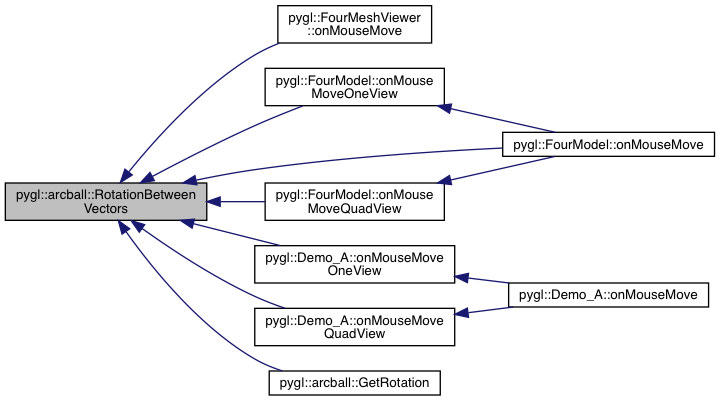 pygl::FourMeshViewer
::onMouseMove
pygl::FourModel::onMouse
MoveOneView
pygl::FourModel::onMouseMove
pygl::arcball::RotationBetween
Vectors
pygl::FourModel::onMouse
MoveQuadView
pygl::Demo_A::onMouseMove
OneView
pygl::Demo_A::onMouseMove
pygl::Demo_A::onMouseMove
QuadView
pygl::arcball::GetRotation